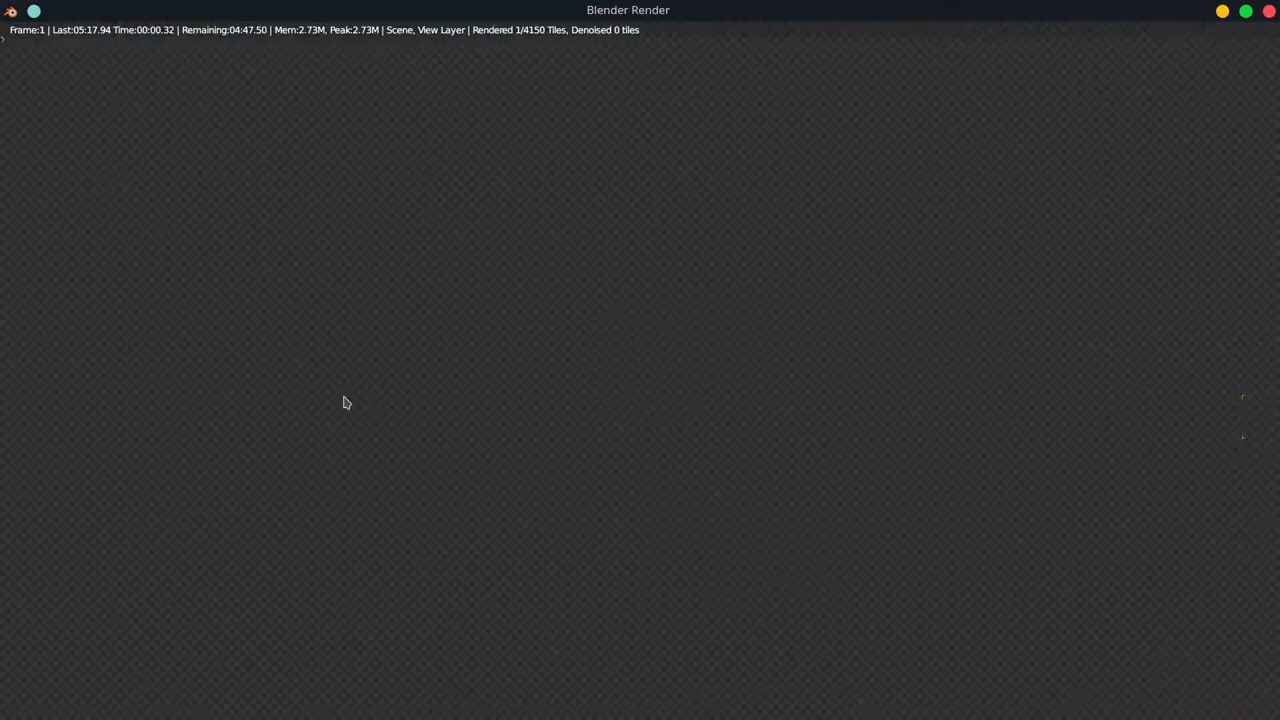 Blender Render
Frame:1 | Last:05:17.94 Time:00:00.32 | Remaining:04:47.50 | Mem:2.73M, Peak:2.73M | Scene, View Layer | Rendered 1/4150 Tiles, Denoised 0 tiles